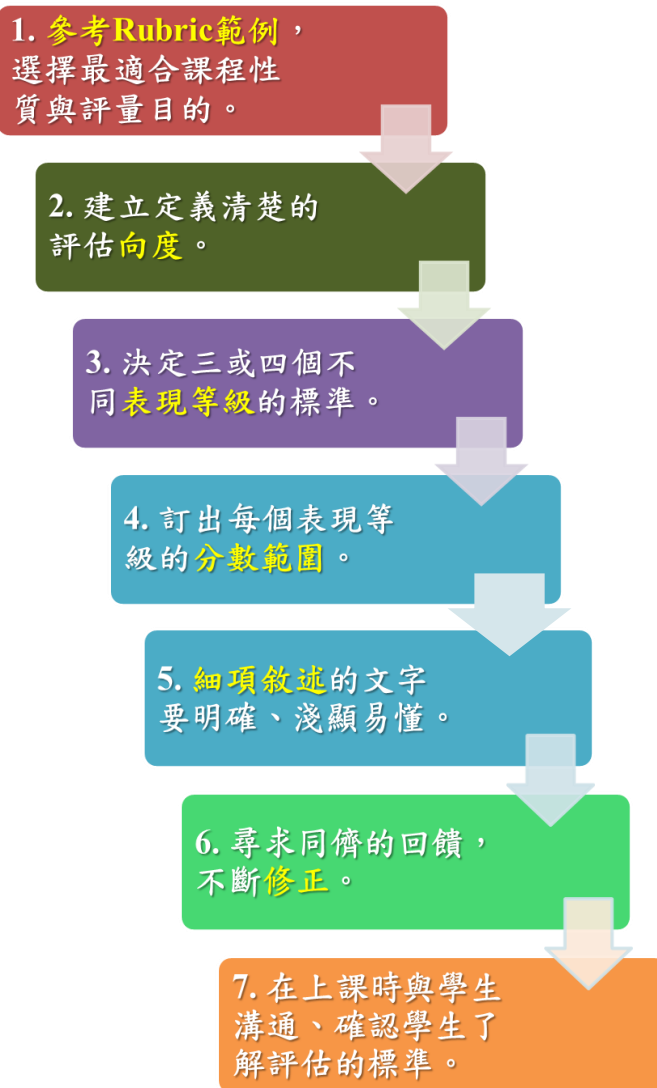 1. 參考Rubric範例，
選擇最適合課程性
質與評量目的。
2. 建立定義清楚的
評估向度。
3. 決定三或四個不
同表現等級的標準。
4. 訂出每個表現等
級的分數範圍。
5. 細項敘述的文字
要明確、淺顯易懂。
6. 尋求同儕的回饋，
不斷修正。
7. 在上課時與學生
溝通、確認學生了
解評估的標準。